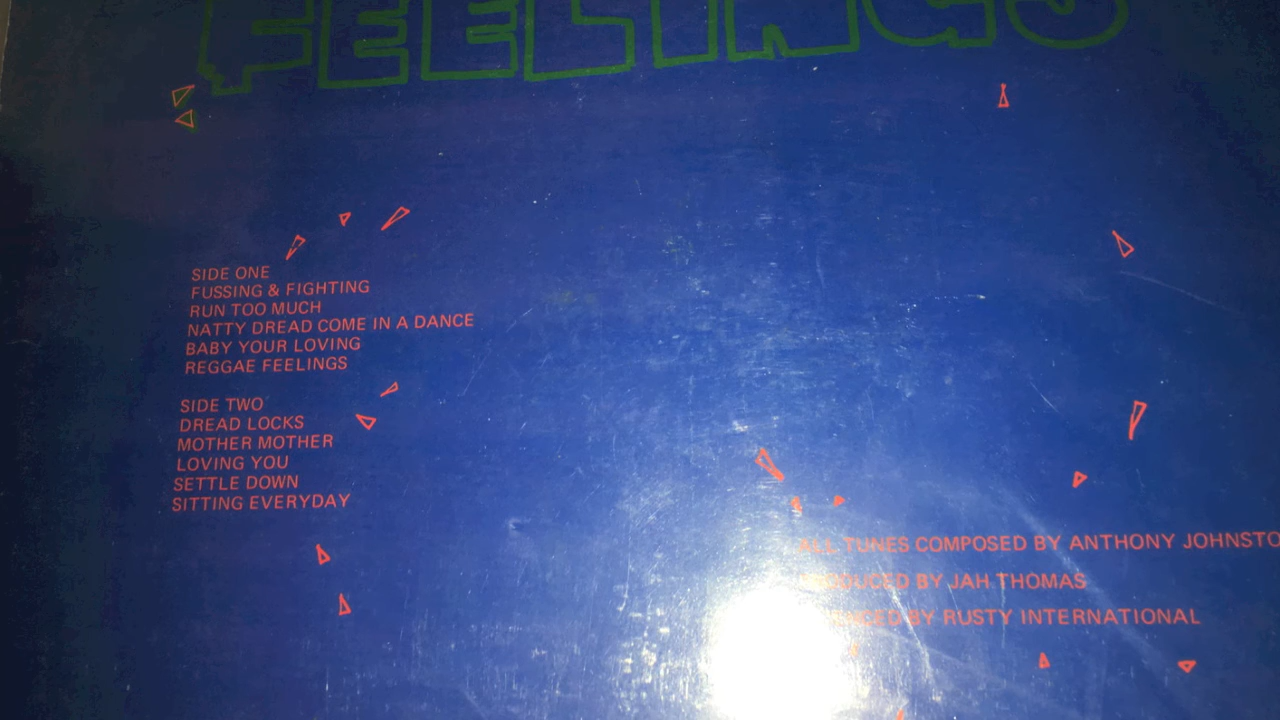 FEELINGS
SIDE ONE
FUSSING & FIGHTING
RUN TOO MUCH
NATTY DREAD COME IN A DANCE
BABY YOUR LOVING
REGGAE FEELINGS
SIDE TWO
DREAD LOCKS
MOTHER MOTHER
LOVING YOU
SETTLE DOWN
SITTING EVERYDAY
ALL TUNES COMPOSED BY ANTHONY JOHNSTO
PRODUCED BY JAH THOMAS
BY RUSTY INTERNATIONAL